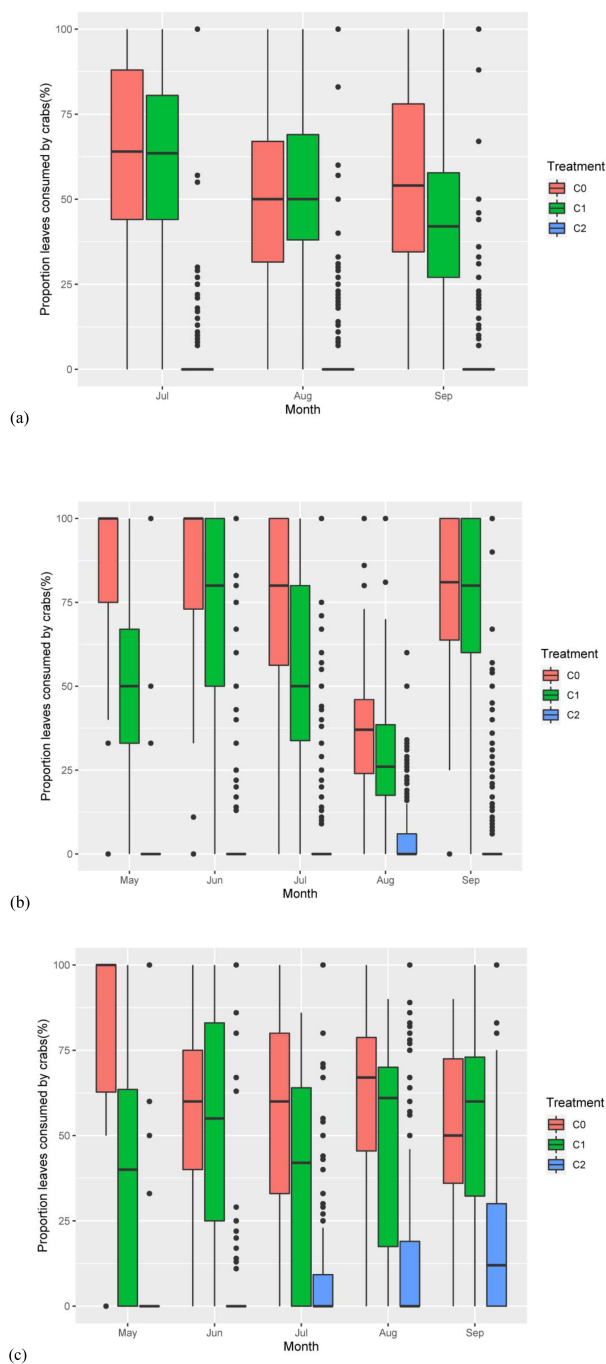 Proportion leaves consumed by crabs(%)
100
75
50
25
0
Jul Aug Sep
Month
Treatment
C0
C1
C2
(a)
Proportion leaves consumed by crabs(%)
100
75
50
25
0
May Jun Jul Aug Sep
Month
Treatment
C0
C1
C2
(b)
Proportion leaves consumed by crabs(%)
100
75
50
25
0
May Jun Jul Aug Sep
Month
Treatment
C0
C1
C2
(c)